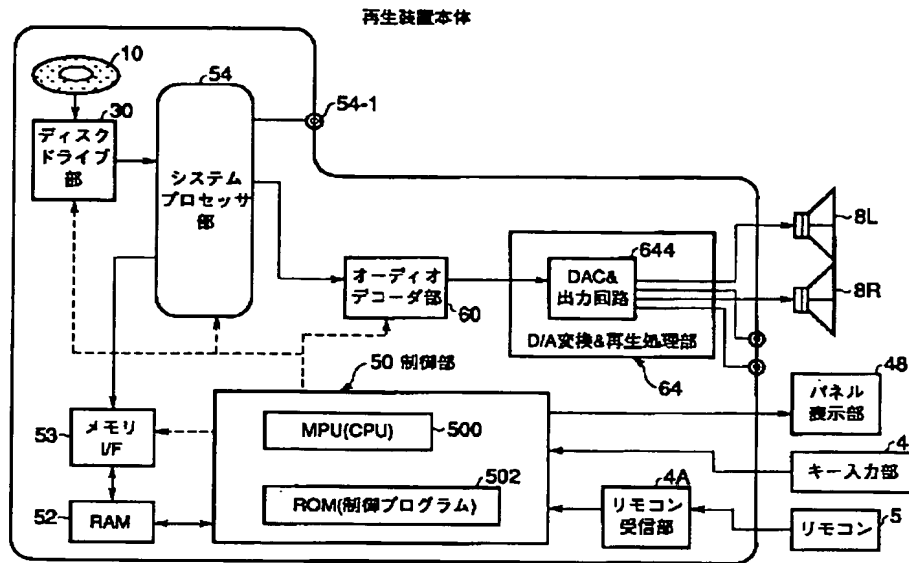 再生装置本体
10
54
54-1
30
ディスク
ドライブ
部
システム
プロセッサ
部
8L
644
DAC&
出力回路
オーディオ
デコーダ部
60
8R
D/A変換&再生処理部
64
50 制御部
48
パネル
表示部
53
メモリ
I/F
MPU(CPU)
500
4
キー入力部
502
ROM(制御プログラム)
4A
リモコン
受信部
52
RAM
リモコン
5